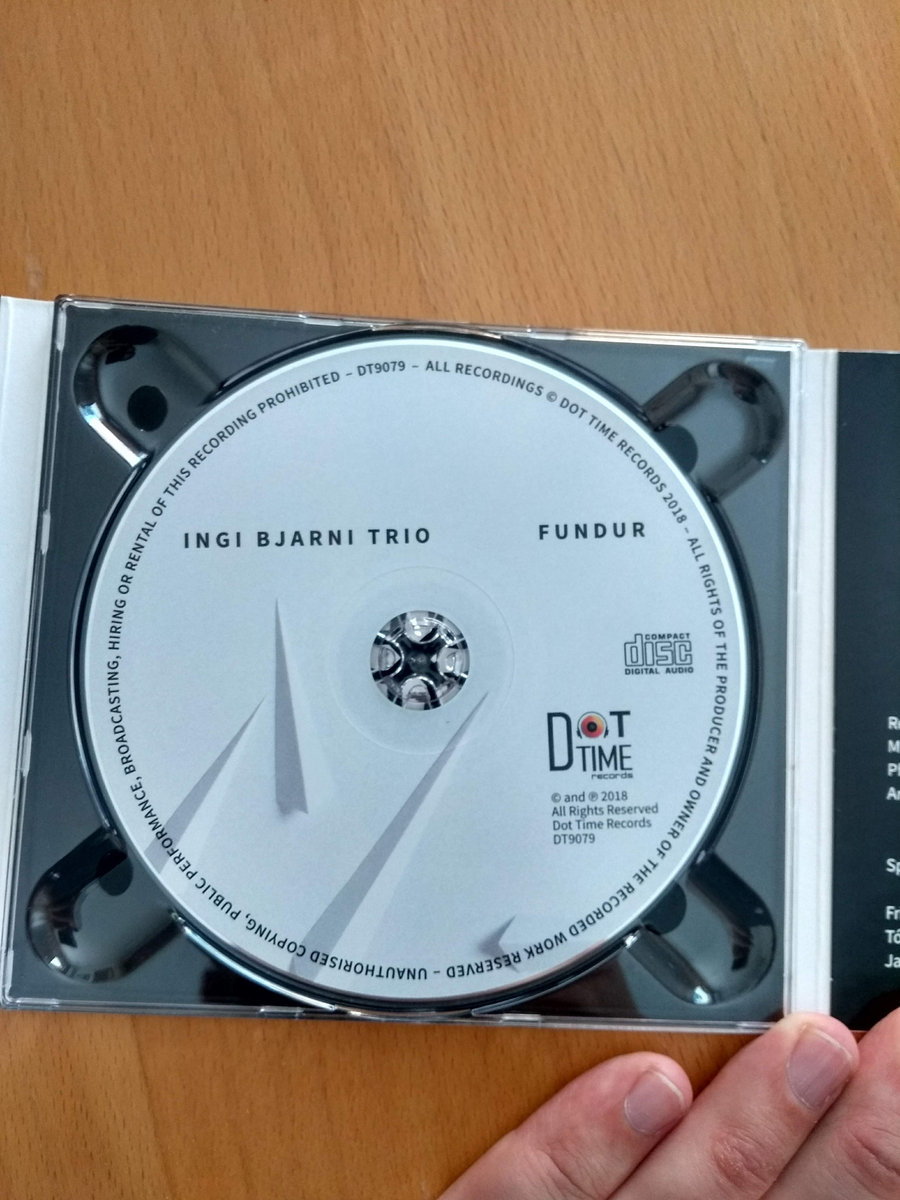 UNAUTHORISED COPYING, PUBLIC PERFORMANCE, BROADCASTING, HIRING OR RENTAL OF THIS RECORDING PROHIBITED – DT9079 – ALL RECORDINGS © DOT TIME RECORDS 2018 – ALL RIGHTS OF THE PRODUCER AND OWNER OF THE RECORDED WORK RESERVED –
INGI BJARNI TRIO FUNDUR
COMPACT
disc
DIGITAL AUDIO
DOT
TIME
records
© and ℗ 2018
All Rights Reserved
Dot Time Records
DT9079